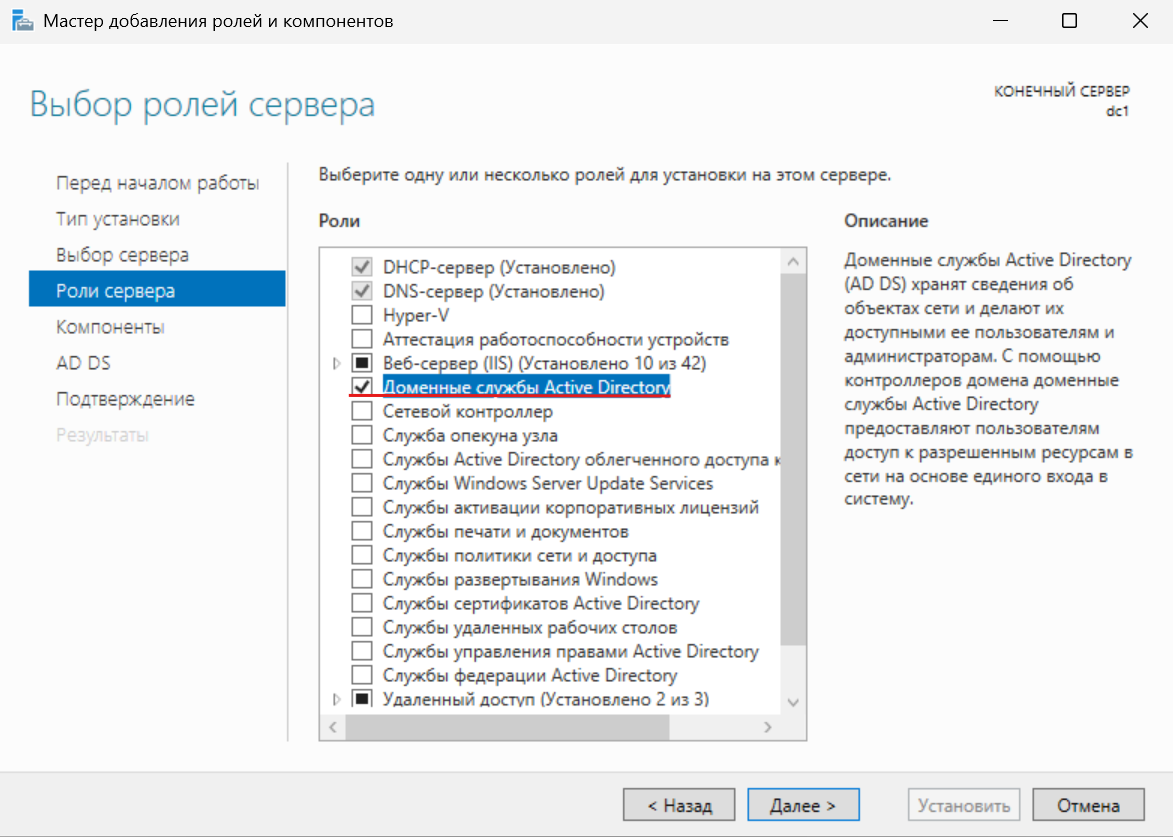 Мастер добавления ролей и компонентов
Выбор ролей сервера
КОНЕЧНЫЙ СЕРВЕР
dc1
Перед началом работы
Тип установки
Выбор сервера
Роли сервера
Компоненты
AD DS
Подтверждение
Результаты
Выберите одну или несколько ролей для установки на этом сервере.
Роли
DHCP-сервер (Установлено)
DNS-сервер (Установлено)
Hyper-V
Аттестация работоспособности устройств
Веб-сервер (IIS) (Установлено 10 из 42)
Доменные службы Active Directory
Сетевой контроллер
Служба опекуна узла
Службы Active Directory облегченного доступа к
Службы Windows Server Update Services
Службы активации корпоративных лицензий
Службы печати и документов
Службы политики сети и доступа
Службы развертывания Windows
Службы сертификатов Active Directory
Службы удаленных рабочих столов
Службы управления правами Active Directory
Службы федерации Active Directory
Удаленный доступ (Установлено 2 из 3)
Описание
Доменные службы Active Directory
(AD DS) хранят сведения об
объектах сети и делают их
доступными ее пользователям и
администраторам. С помощью
контроллеров домена доменные
службы Active Directory
предоставляют пользователям
доступ к разрешенным ресурсам в
сети на основе единого входа в
систему.
< Назад
Далее >
Установить
Отмена